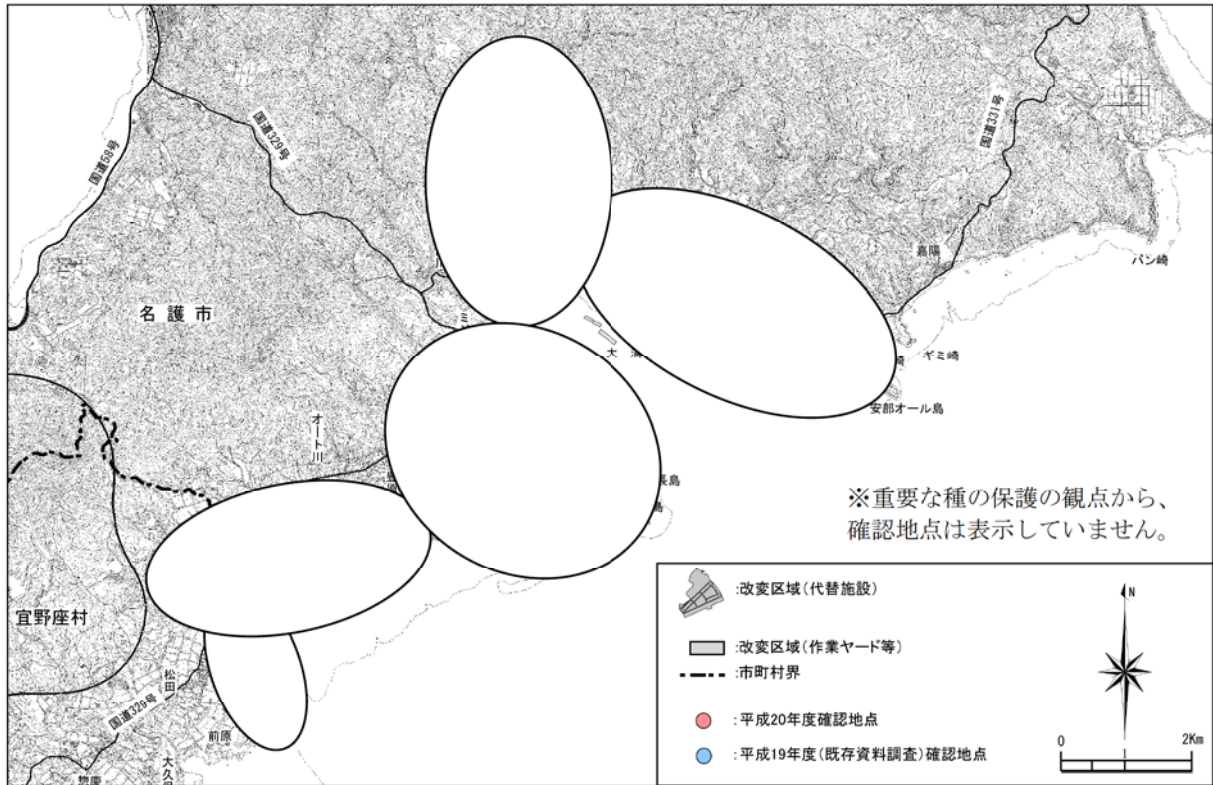 国道58号
国道329号
国道331号
嘉陽
バン崎
名護市
大
ギミ崎
崎
安部オール島
オート川
長島
島
※重要な種の保護の観点から、
確認地点は表示していません。
宜野座村
松田
国道329号
前原
惣慶
:改変区域(代替施設)
:改変区域(作業ヤード等)
:市町村界
:平成20年度確認地点
:平成19年度(既存資料調査)確認地点
N
0 2Km